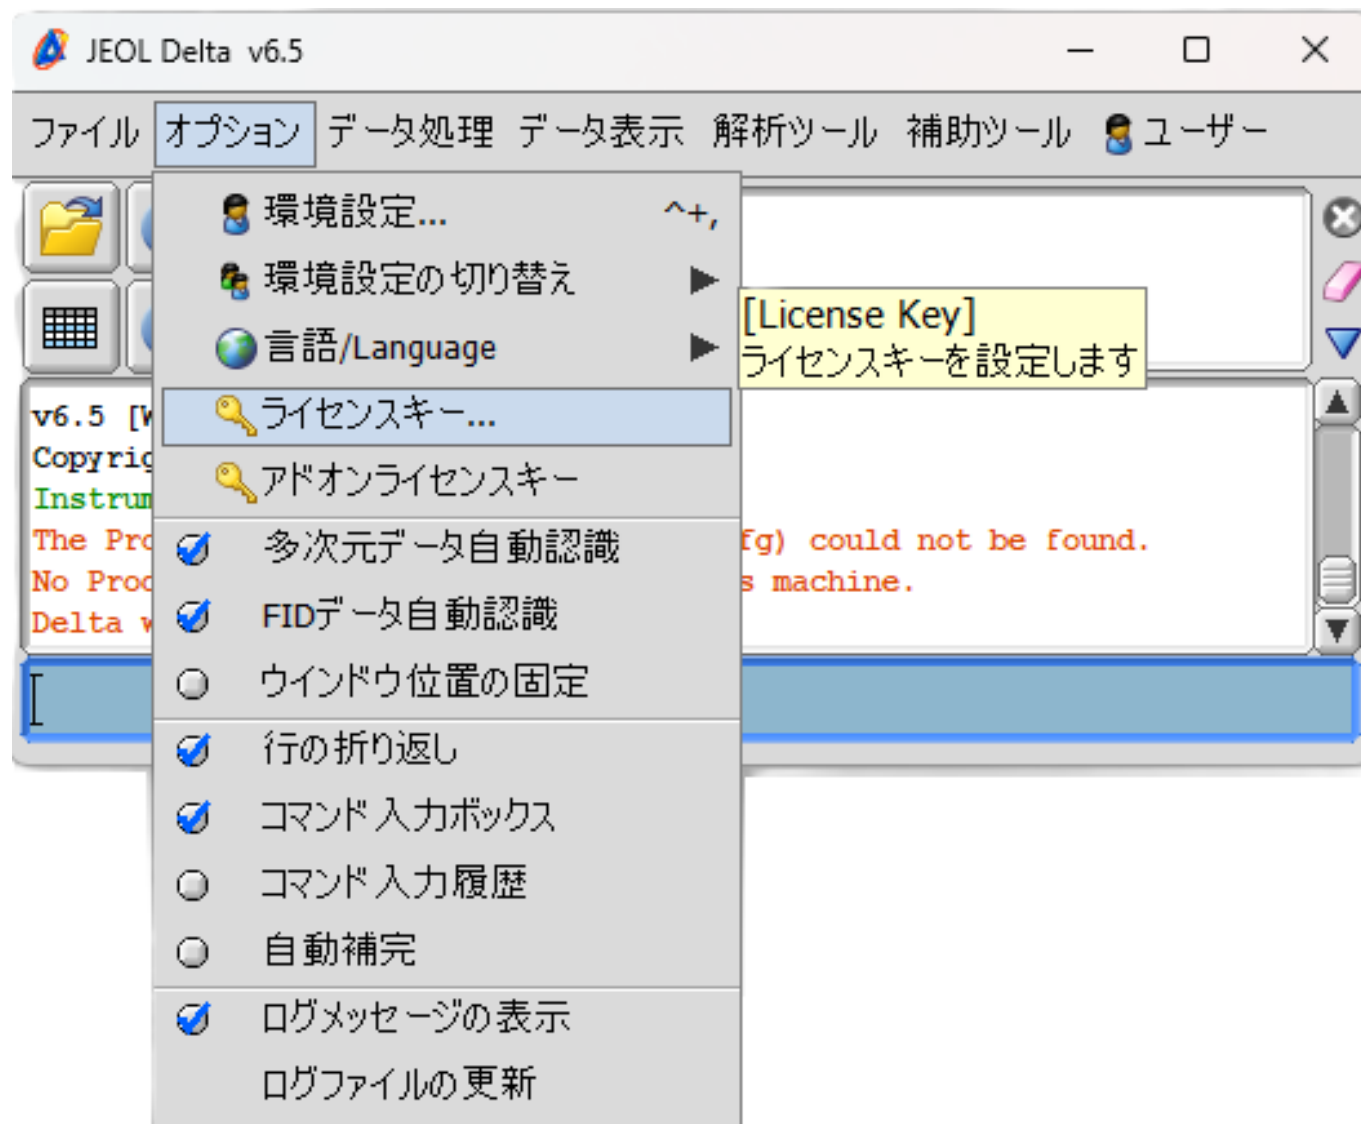 JEOL Delta v6.5
ファイル オプション データ処理 データ表示 解析ツール 補助ツール ユーザー
環境設定... ^+,
環境設定の切り替え
言語/Language
[License Key]
ライセンスキーを設定します
ライセンスキー...
アドオンライセンスキー
v6.5
Copyrig
Instrum
The Pro fg) could not be found.
No Proc s machine.
Delta
多次元データ自動認識
FIDデータ自動認識
ウインドウ位置の固定
行の折り返し
コマンド入力ボックス
コマンド入力履歴
自動補完
ログメッセージの表示
ログファイルの更新